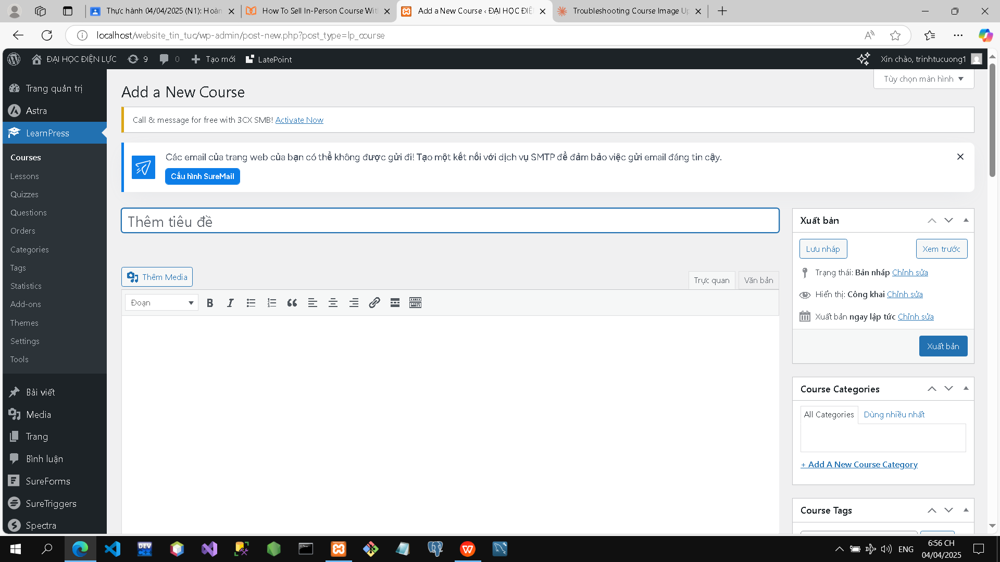 Thực hành 04/04/2025 (N1): Hoàn
How To Sell In-Person Course Wit
Add a New Course ‹ ĐẠI HỌC ĐIỆ
Troubleshooting Course Image Up
localhost/website_tin_tuc/wp-admin/post-new.php?post_type=lp_course
ĐẠI HỌC ĐIỆN LỰC
9
0
Tạo mới
LatePoint
Xin chào, trinhtucuong1
Tùy chọn màn hình
Trang quản trị
Astra
LearnPress
Courses
Lessons
Quizzes
Questions
Orders
Categories
Tags
Statistics
Add-ons
Themes
Settings
Tools
Bài viết
Media
Trang
Bình luận
SureForms
SureTriggers
Spectra
Add a New Course
Call & message for free with 3CX SMB! Activate Now
Các email của trang web của bạn có thể không được gửi đi! Tạo một kết nối với dịch vụ SMTP để đảm bảo việc gửi email đáng tin cậy.
Cấu hình SureMail
Thêm tiêu đề
Thêm Media
Trực quan
Văn bản
Đoạn
Xuất bản
Lưu nháp
Xem trước
Trạng thái: Bản nháp Chỉnh sửa
Hiển thị: Công khai Chỉnh sửa
Xuất bản ngay lập tức Chỉnh sửa
Xuất bản
Course Categories
All Categories
Dùng nhiều nhất
+ Add A New Course Category
Course Tags
DEV
ENG
6:56 CH
04/04/2025